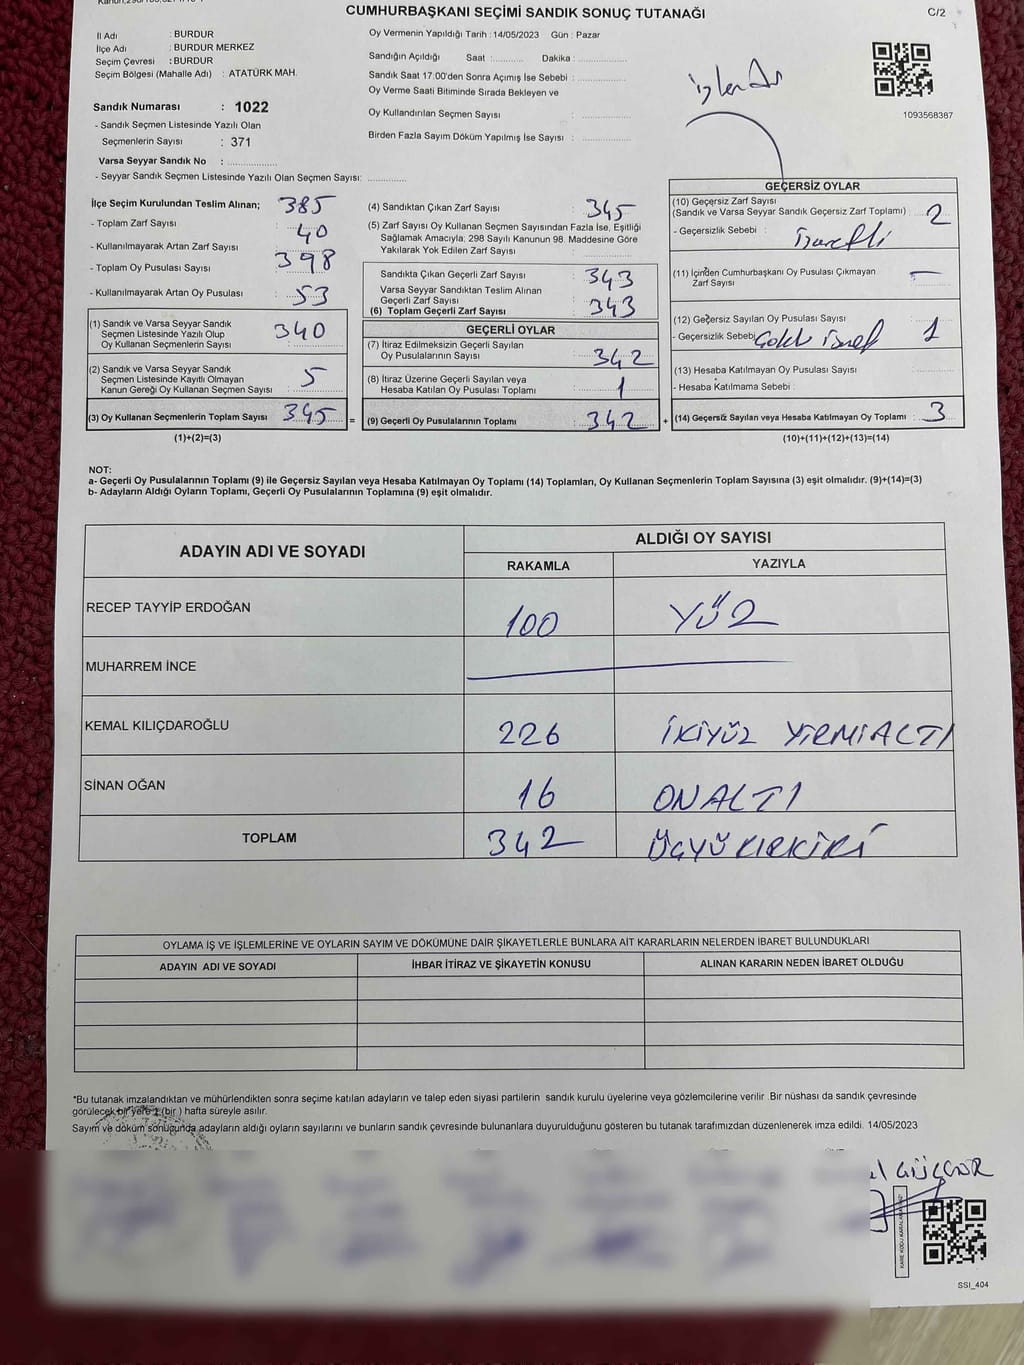 CUMHURBAŞKANI SEÇİMİ SANDIK SONUÇ TUTANAĞI
C/2
İl Adı : BURDUR
İlçe Adı : BURDUR MERKEZ
Seçim Çevresi : BURDUR
Seçim Bölgesi (Mahalle Adı) : ATATÜRK MAH.
Oy Vermenin Yapıldığı Tarih : 14/05/2023 Gün : Pazar
Sandığın Açıldığı Saat :........... Dakika :..............
Sandık Saat 17:00'den Sonra Açımış İse Sebebi :..............
Oy Verme Saati Bitiminde Sırada Bekleyen ve
Oy Kullandırılan Seçmen Sayısı :
Birden Fazla Sayım Döküm Yapılmış İse Sayısı :
işlendi
1093568387
Sandık Numarası : 1022
- Sandık Seçmen Listesinde Yazılı Olan
Seçmenlerin Sayısı : 371
Varsa Seyyar Sandık No :
- Seyyar Sandık Seçmen Listesinde Yazılı Olan Seçmen Sayısı:
İlçe Seçim Kurulundan Teslim Alınan;
- Toplam Zarf Sayısı : 385
- Kullanılmayarak Artan Zarf Sayısı : 40
- Toplam Oy Pusulası Sayısı : 398
- Kullanılmayarak Artan Oy Pusulası : 53
(1) Sandık ve Varsa Seyyar Sandık
Seçmen Listesinde Yazılı Olup
Oy Kullanan Seçmenlerin Sayısı : 340
(2) Sandık ve Varsa Seyyar Sandık
Seçmen Listesinde Kayıtlı Olmayan
Kanun Gereği Oy Kullanan Seçmen Sayısı : 5
(3) Oy Kullanan Seçmenlerin Toplam Sayısı : 345 =
(1)+(2)=(3)
(4) Sandıktan Çıkan Zarf Sayısı : 345
(5) Zarf Sayısı Oy Kullanan Seçmen Sayısından Fazla İse, Eşitliği
Sağlamak Amacıyla; 298 Sayılı Kanunun 98. Maddesine Göre
Yakılarak Yok Edilen Zarf Sayısı :
Sandıkta Çıkan Geçerli Zarf Sayısı : 343
Varsa Seyyar Sandıktan Teslim Alınan
Geçerli Zarf Sayısı :
(6) Toplam Geçerli Zarf Sayısı : 343
GEÇERLİ OYLAR
(7) İtiraz Edilmeksizin Geçerli Sayılan
Oy Pusulalarının Sayısı : 342
(8) İtiraz Üzerine Geçerli Sayılan veya
Hesaba Katılan Oy Pusulası Toplamı : 1
(9) Geçerli Oy Pusulalarının Toplamı : 342 +
GEÇERSİZ OYLAR
(10) Geçersiz Zarf Sayısı
(Sandık ve Varsa Seyyar Sandık Geçersiz Zarf Toplamı) : 2
- Geçersizlik Sebebi : İsaretli
(11) İçinden Cumhurbaşkanı Oy Pusulası Çıkmayan
Zarf Sayısı : —
(12) Geçersiz Sayılan Oy Pusulası Sayısı : 1
- Geçersizlik Sebebi
(13) Hesaba Katılmayan Oy Pusulası Sayısı :
- Hesaba Katılmama Sebebi :
(14) Geçersiz Sayılan veya Hesaba Katılmayan Oy Toplamı : 3
(10)+(11)+(12)+(13)=(14)
NOT:
a- Geçerli Oy Pusulalarının Toplamı (9) ile Geçersiz Sayılan veya Hesaba Katılmayan Oy Toplamı (14) Toplamları, Oy Kullanan Seçmenlerin Toplam Sayısına (3) eşit olmalıdır. (9)+(14)=(3)
b- Adayların Aldığı Oyların Toplamı, Geçerli Oy Pusulalarının Toplamına (9) eşit olmalıdır.
ADAYIN ADI VE SOYADI
ALDIĞI OY SAYISI
RAKAMLA YAZIYLA
RECEP TAYYİP ERDOĞAN 100 YÜZ
MUHARREM İNCE
KEMAL KILIÇDAROĞLU 226 İKİYÜZ YİRMİALTI
SİNAN OĞAN 16 ONALTI
TOPLAM 342 ÜÇYÜ KIRKİKİ
OYLAMA İŞ VE İŞLEMLERİNE VE OYLARIN SAYIM VE DÖKÜMÜNE DAİR ŞİKAYETLERLE BUNLARA AİT KARARLARIN NELERDEN İBARET BULUNDUKLARI
ADAYIN ADI VE SOYADI İHBAR İTİRAZ VE ŞİKAYETİN KONUSU ALINAN KARARIN NEDEN İBARET OLDUĞU
*Bu tutanak imzalandıktan ve mühürlendikten sonra seçime katılan adayların ve talep eden siyasi partilerin sandık kurulu üyelerine veya gözlemcilerine verilir .Bir nüshası da sandık çevresinde
görülecek bir yere 1 (bir ) hafta süreyle asılır.
Sayım ve döküm sonucunda adayların aldığı oyların sayılarını ve bunların sandık çevresinde bulunanlara duyurulduğunu gösteren bu tutanak tarafımızdan düzenlenerek imza edildi. 14/05/2023
SSI_404